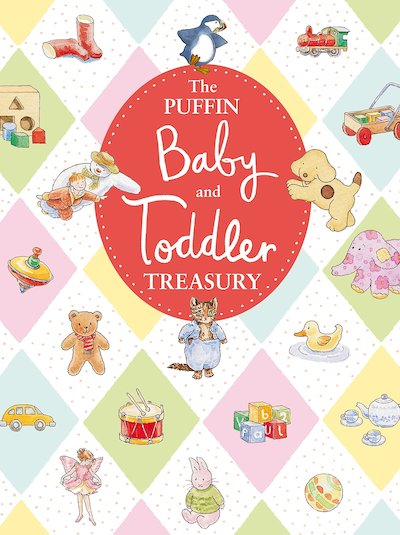 The
PUFFIN
Baby
and
Toddler
TREASURY